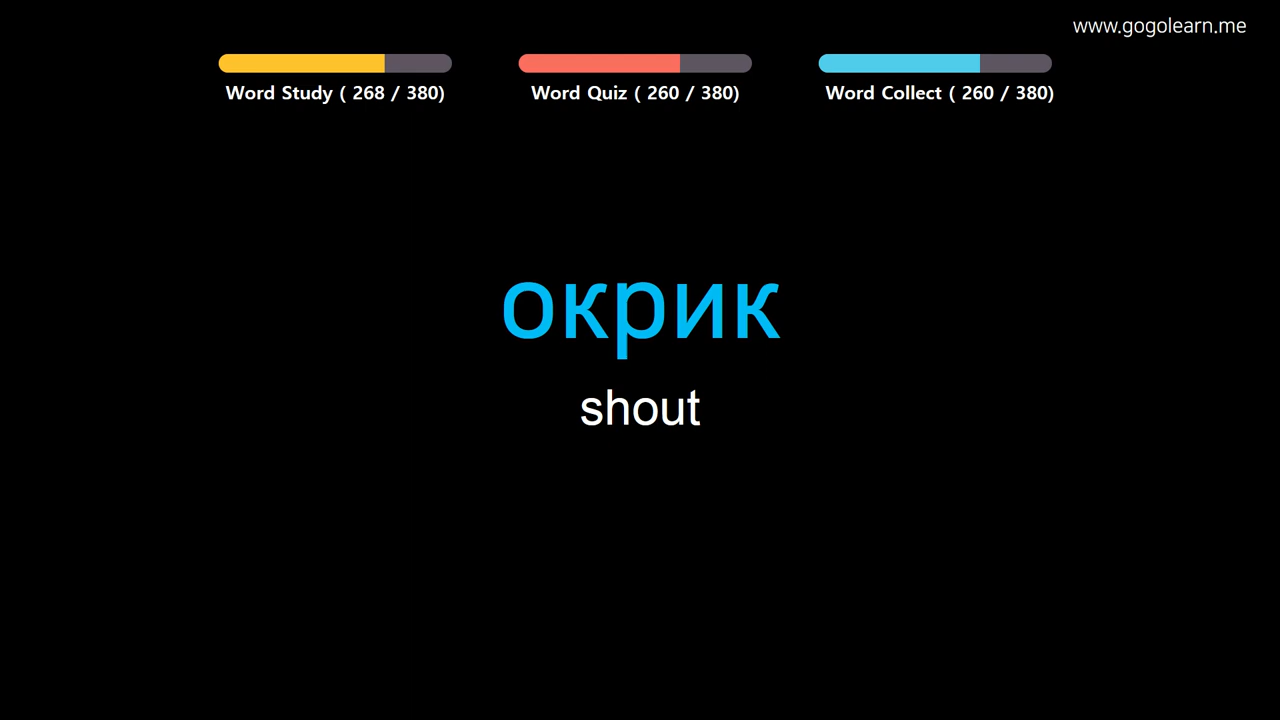 www.gogolearn.me
Word Study ( 268 / 380)
Word Quiz ( 260 / 380)
Word Collect ( 260 / 380)
окрик
shout